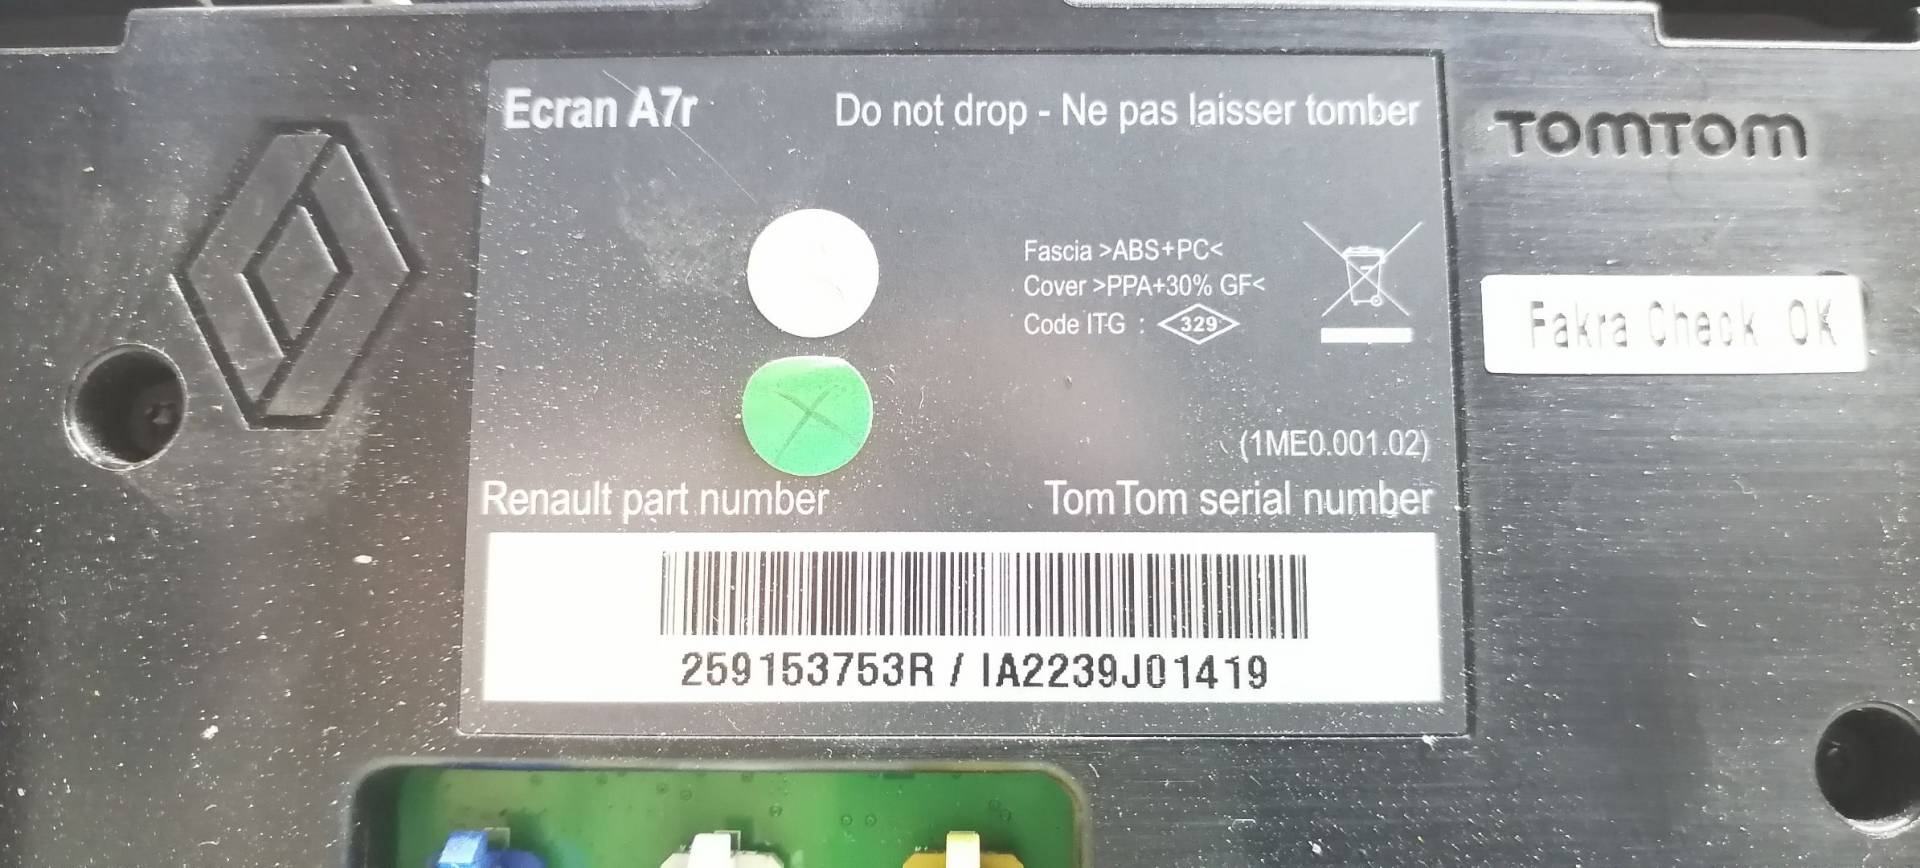 Ecran A7r
Do not drop - Ne pas laisser tomber
TOMTOM
Fascia >ABS+PC<
Cover >PPA+30% GF<
Code ITG : 329
Fakra Check OK
(1ME0.001.02)
Renault part number
TomTom serial number
259153753R / IA2239J01419